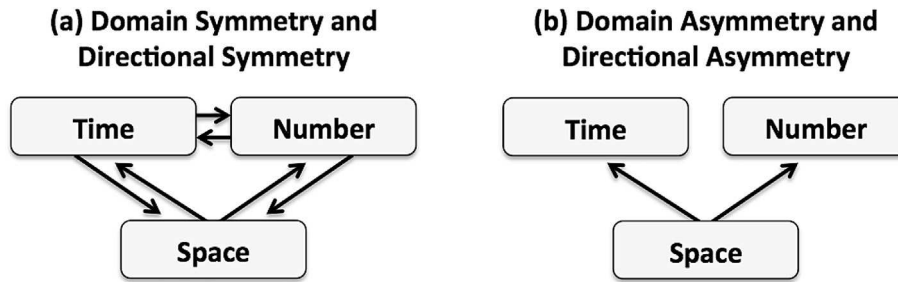 (a) Domain Symmetry and
Directional Symmetry
Time
Number
Space
(b) Domain Asymmetry and
Directional Asymmetry
Time
Number
Space